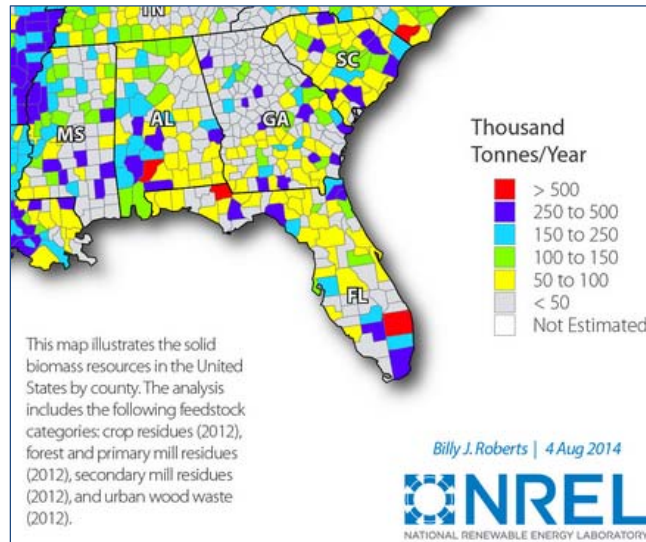 TN
SC
MS
AL
GA
FL
Thousand
Tonnes/Year
> 500
250 to 500
150 to 250
100 to 150
50 to 100
< 50
Not Estimated
This map illustrates the solid
biomass resources in the United
States by county. The analysis
includes the following feedstock
categories: crop residues (2012),
forest and primary mill residues
(2012), secondary mill residues
(2012), and urban wood waste
(2012).
Billy J. Roberts | 4 Aug 2014
NREL
NATIONAL RENEWABLE ENERGY LABORATORY